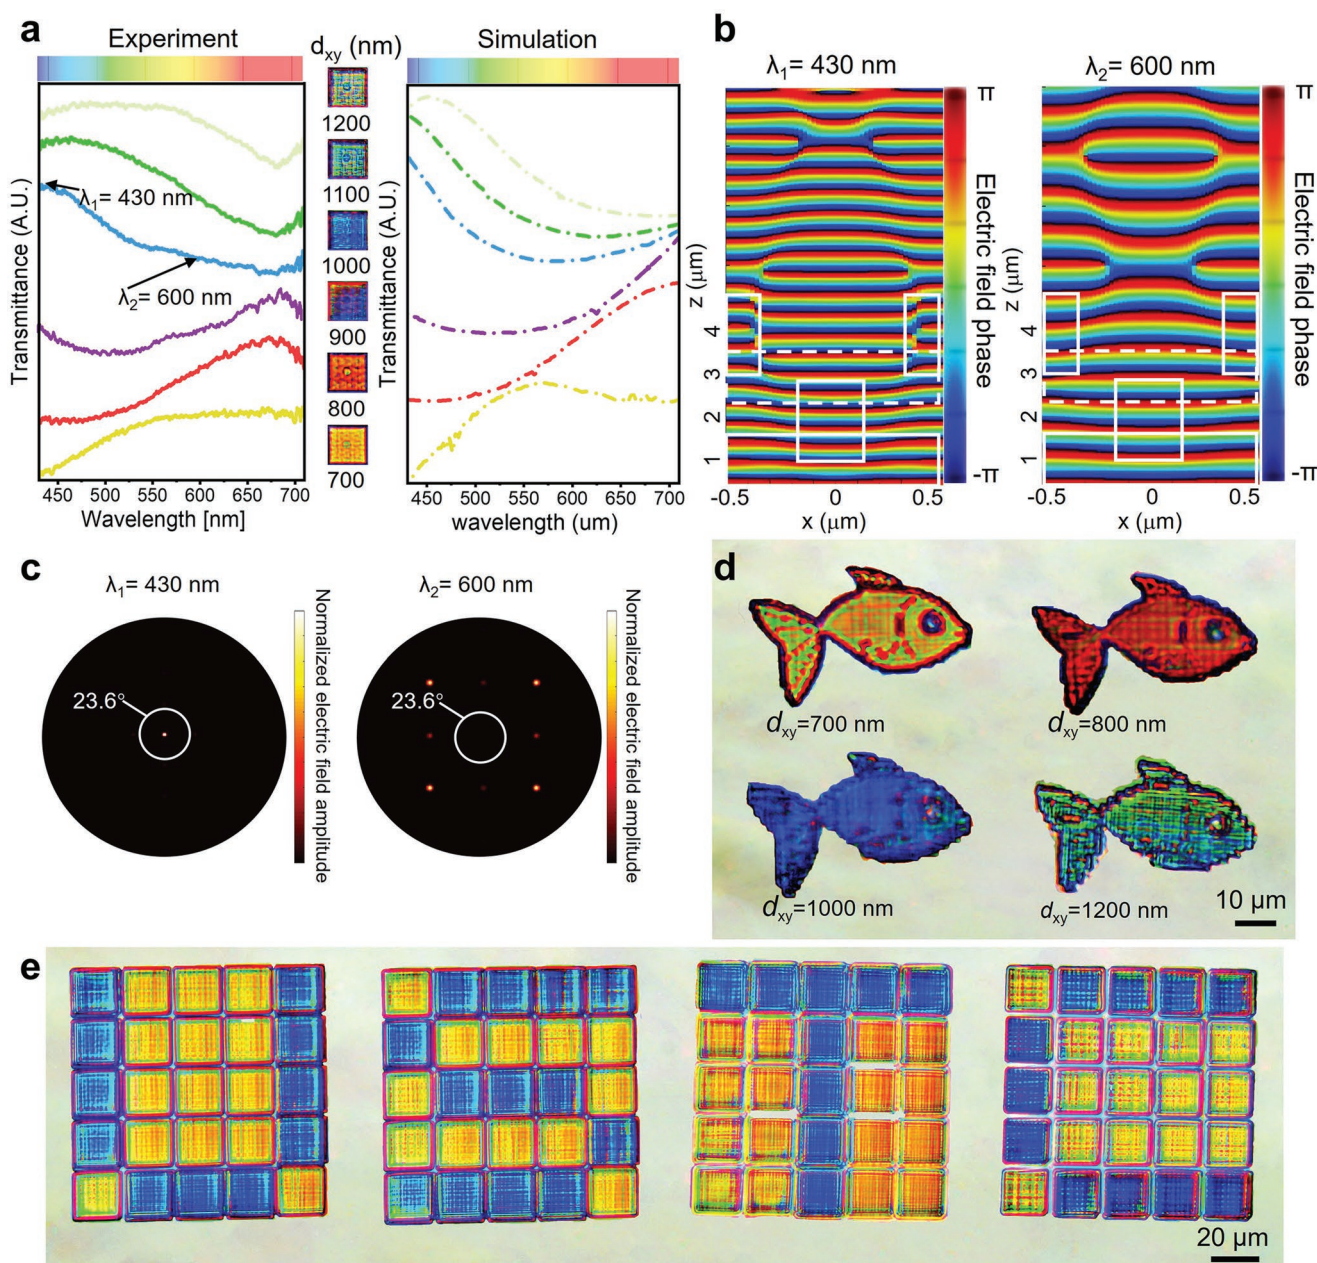 a
Experiment
d_xy (nm)
Simulation
Transmittance (A.U.)
λ₁ = 430 nm
λ₂= 600 nm
450 500 550 600 650 700
Wavelength [nm]
1200
1100
1000
900
800
700
Transmittance (A.U.)
450 500 550 600 650 700
wavelength (um)
b
λ₁ = 430 nm
λ₂ = 600 nm
z (μm)
4
3
2
1
-0.5 0 0.5
x (μm)
π
-π
Electric field phase
z (μm)
4
3
2
1
-0.5 0 0.5
x (μm)
π
-π
Electric field phase
c
λ₁= 430 nm
λ₂= 600 nm
23.6°
Normalized electric field amplitude
23.6°
Normalized electric field amplitude
d
d_xy=700 nm
d_xy=800 nm
d_xy=1000 nm
d_xy=1200 nm
10 μm
e
20 μm